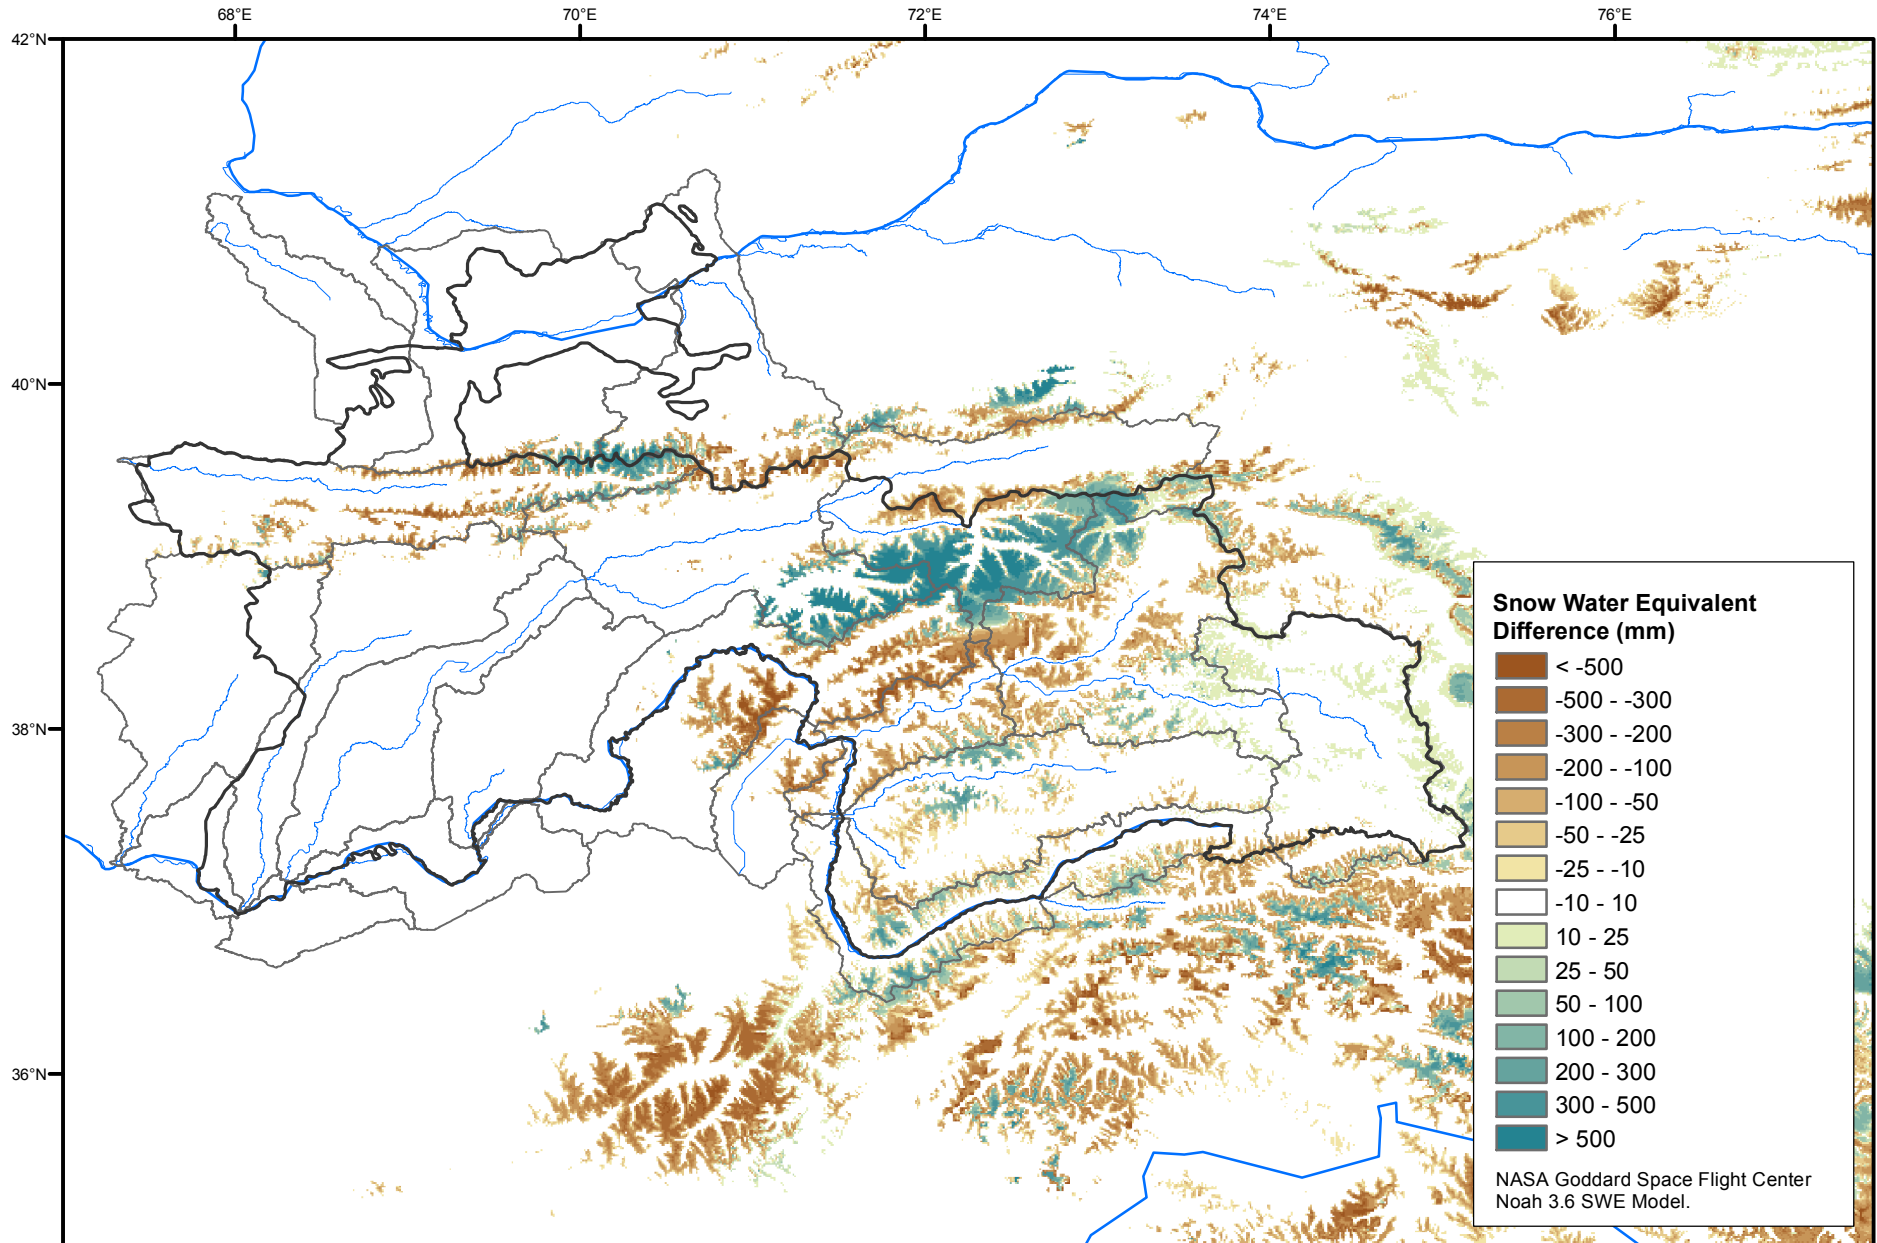 68°E
70°E
72°E
74°E
76°E
42°N
40°N
38°N
36°N
Snow Water Equivalent
Difference (mm)
< -500
-500 - -300
-300 - -200
-200 - -100
-100 - -50
-50 - -25
-25 - -10
-10 - 10
10 - 25
25 - 50
50 - 100
100 - 200
200 - 300
300 - 500
> 500
NASA Goddard Space Flight Center
Noah 3.6 SWE Model.